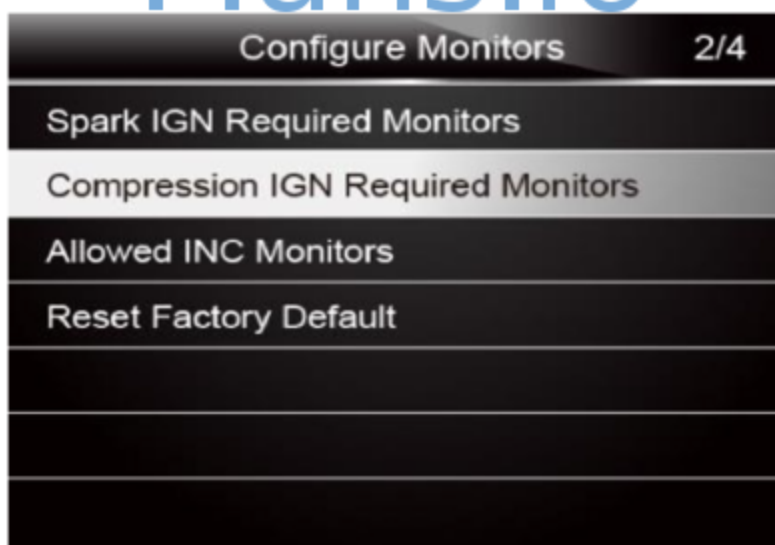 Configure Monitors 2/4
Spark IGN Required Monitors
Compression IGN Required Monitors
Allowed INC Monitors
Reset Factory Default